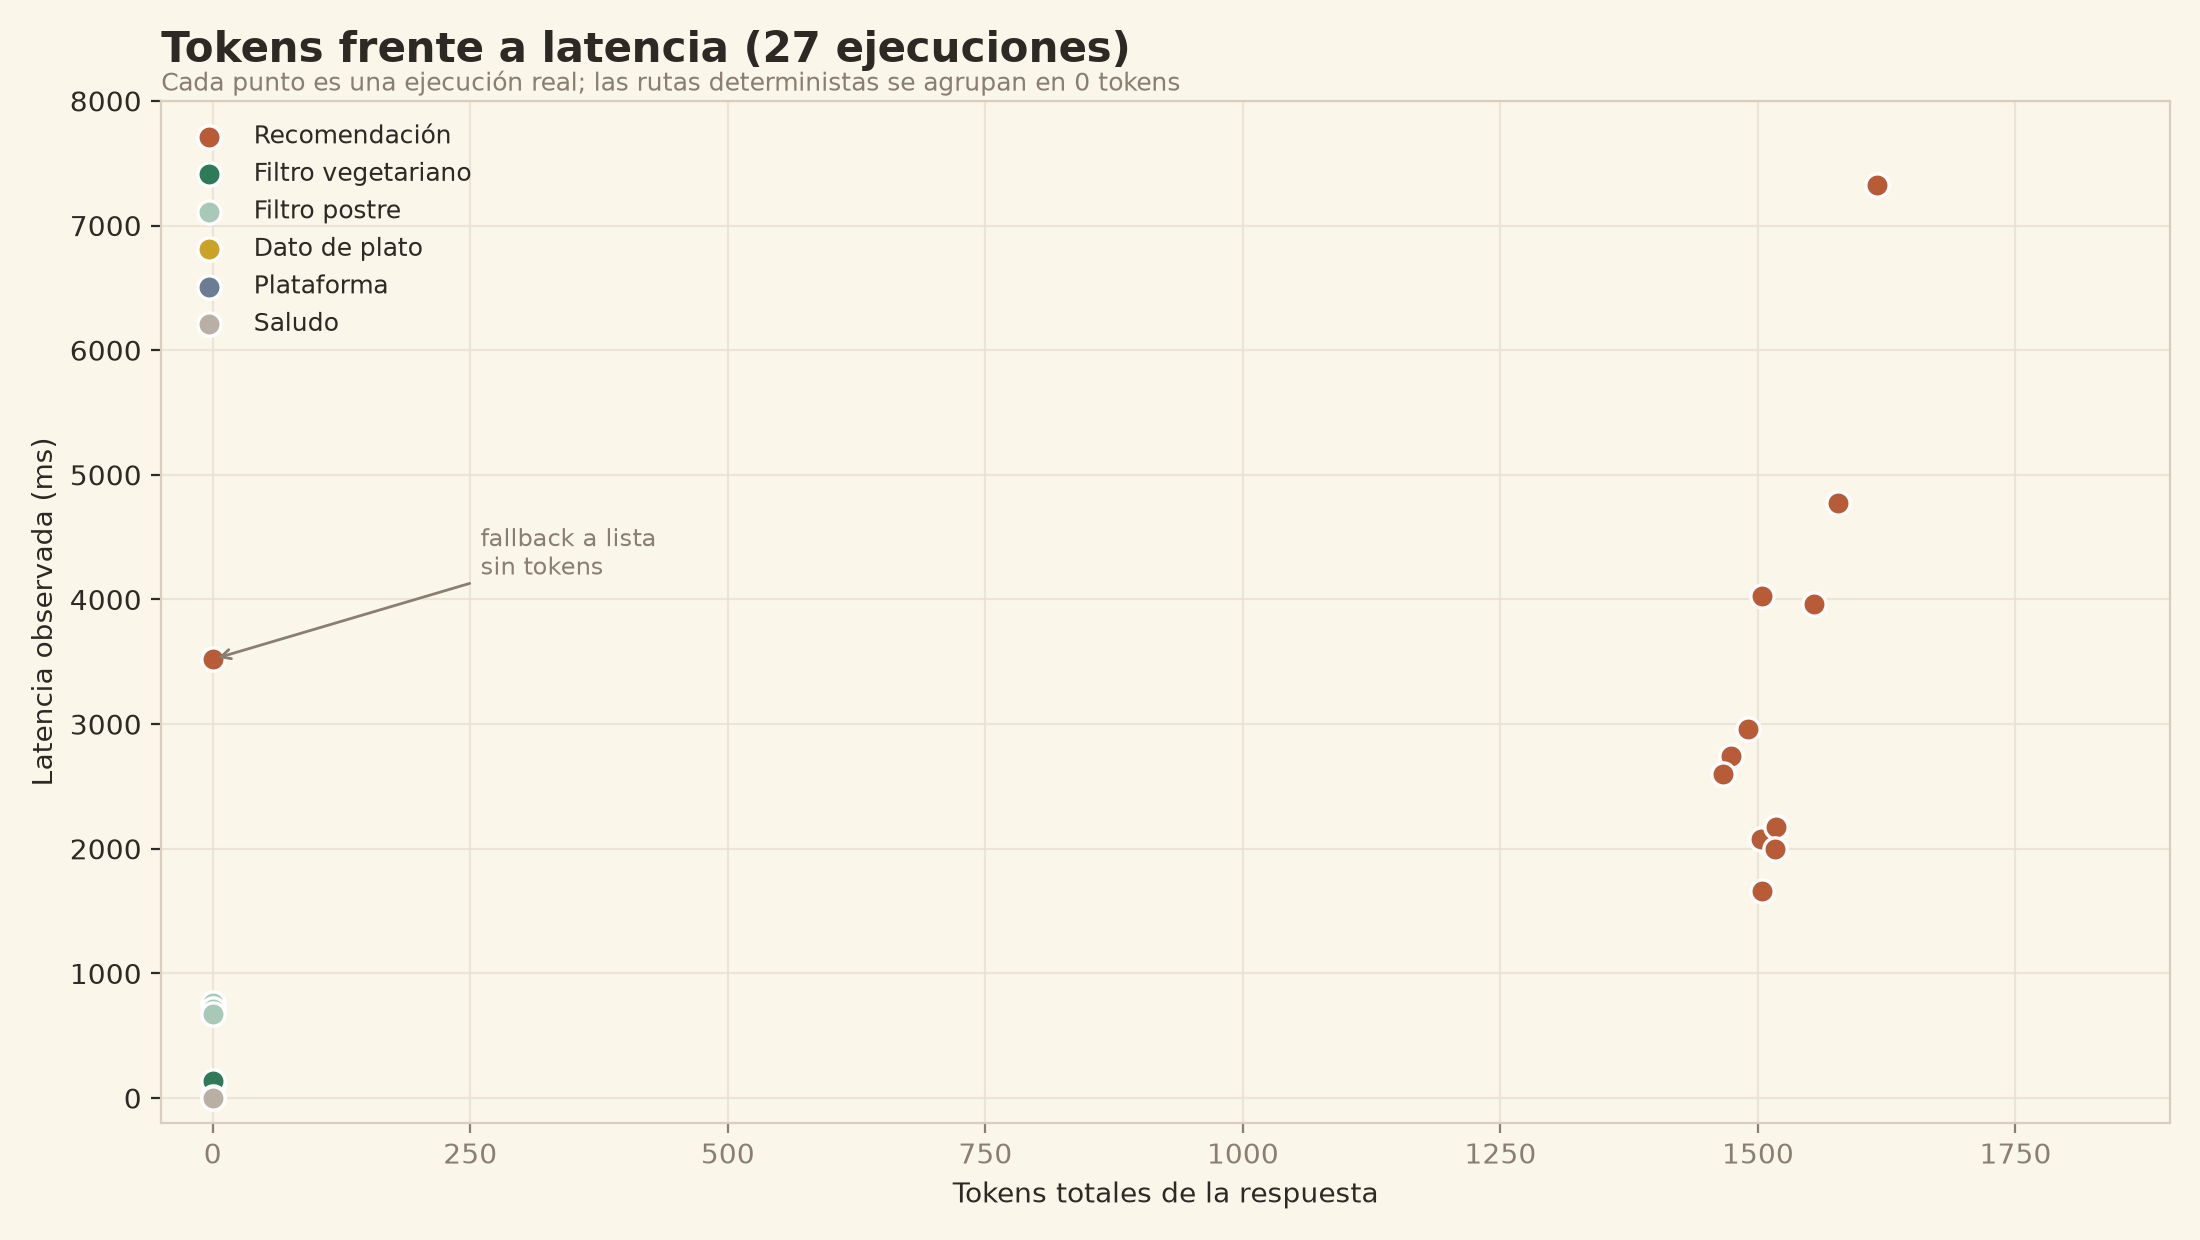 Tokens frente a latencia (27 ejecuciones)
Cada punto es una ejecución real; las rutas deterministas se agrupan en 0 tokens
8000
7000
6000
5000
4000
3000
2000
1000
0
Latencia observada (ms)
Recomendación
Filtro vegetariano
Filtro postre
Dato de plato
Plataforma
Saludo
fallback a lista
sin tokens
0 250 500 750 1000 1250 1500 1750
Tokens totales de la respuesta